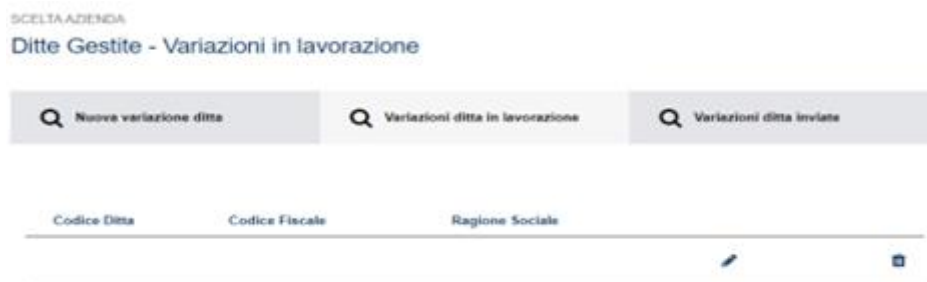 SCELTA AZIENDA
Ditte Gestite - Variazioni in lavorazione
Nuova variazione ditta Variazioni ditta in lavorazione Variazioni ditta inviate
Codice Ditta Codice Fiscale Ragione Sociale